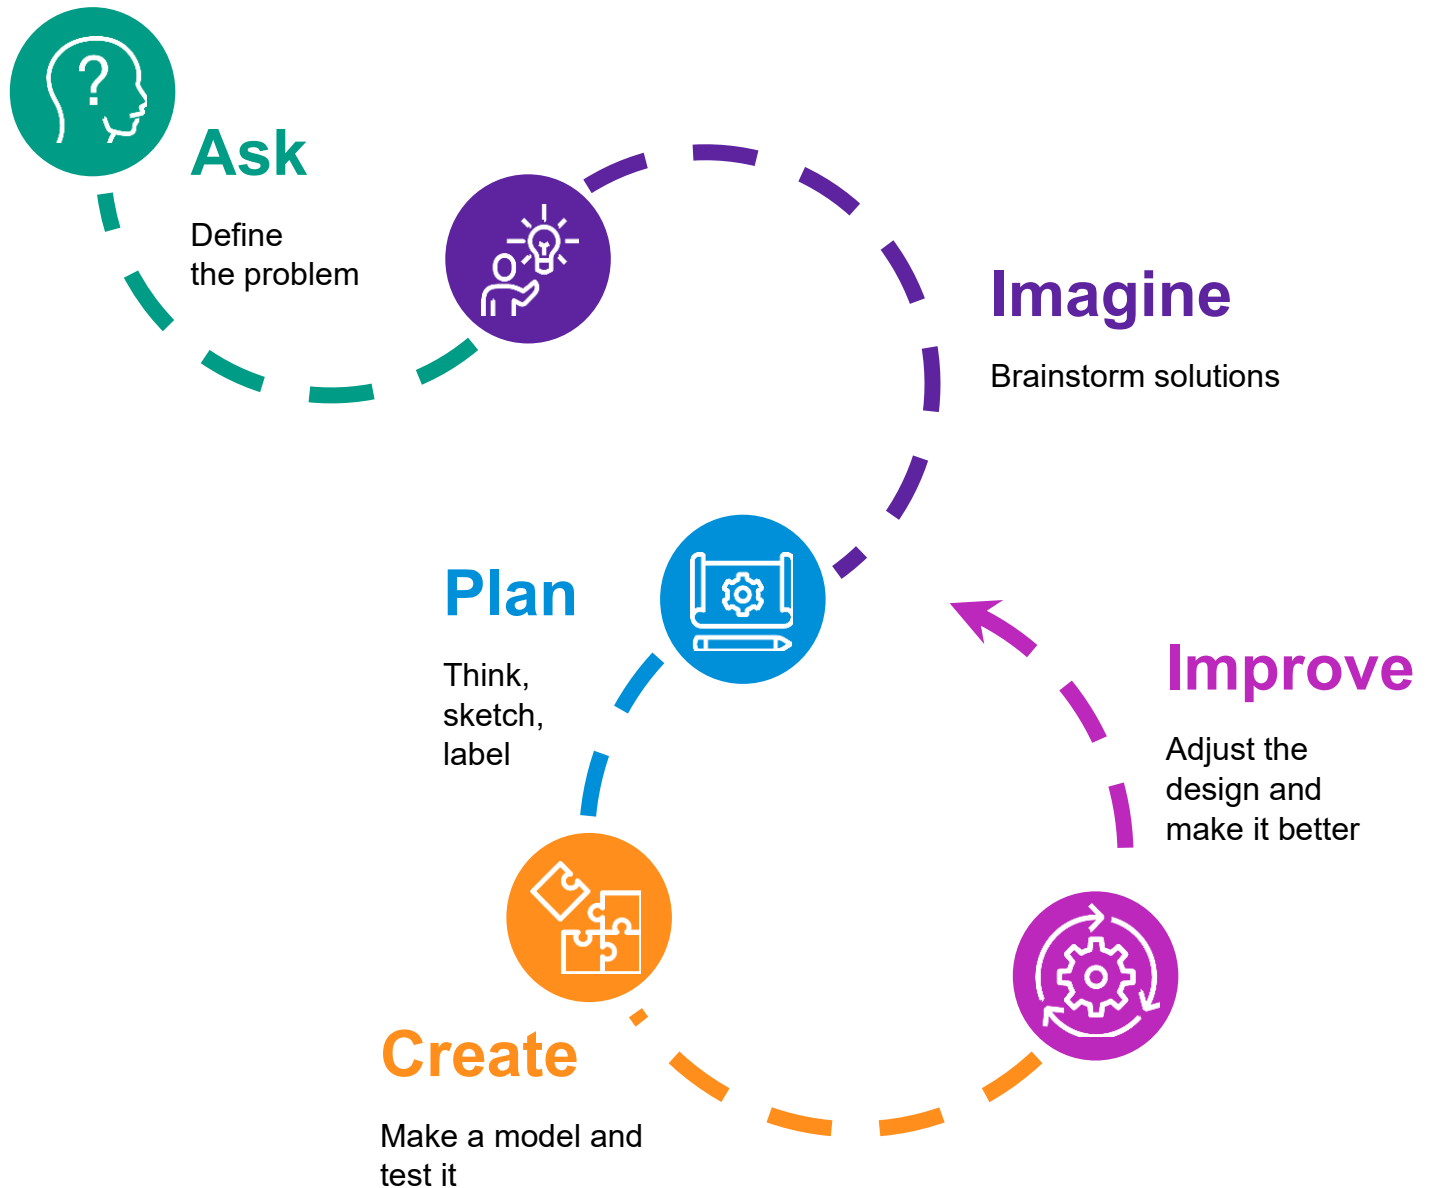 ?
Ask
Define
the problem
Imagine
Brainstorm solutions
Plan
Think,
sketch,
label
Create
Make a model and
test it
Improve
Adjust the
design and
make it better